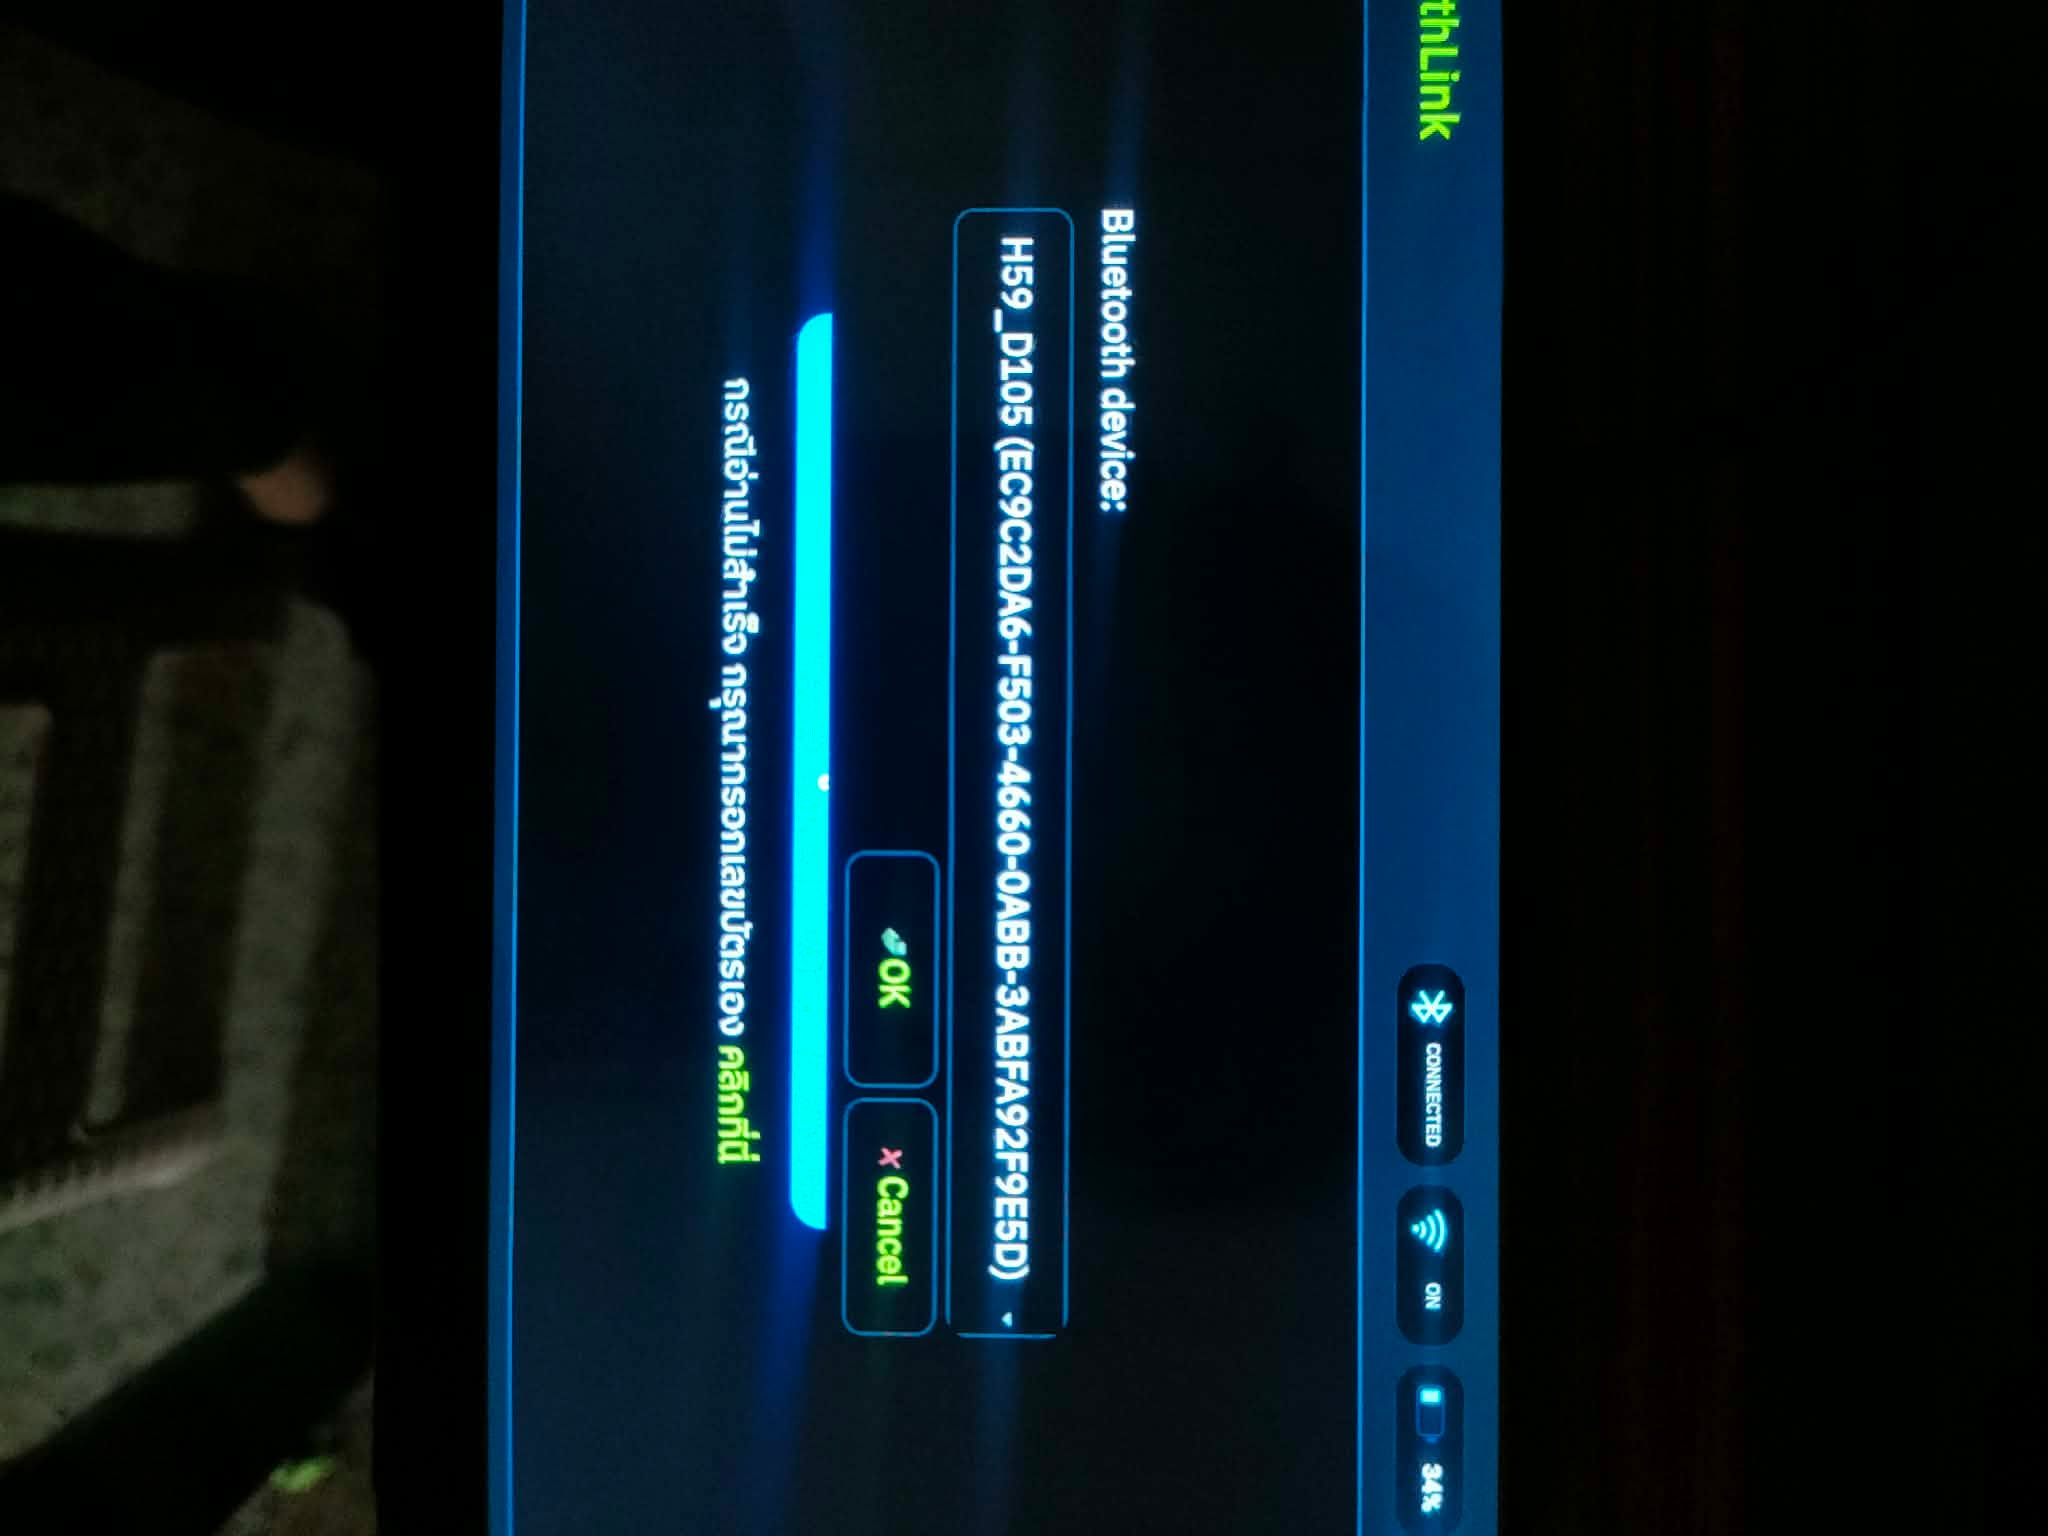 thLink
CONNECTED
ON
34%
Bluetooth device:
H59_D105 (EC9C2DA6-F503-4660-0ABB-3ABFA92F9E5D)
OK
× Cancel
กรณีอ่านไม่สำเร็จ กรุณากรอกเลขบัตรเอง คลิกที่นี่